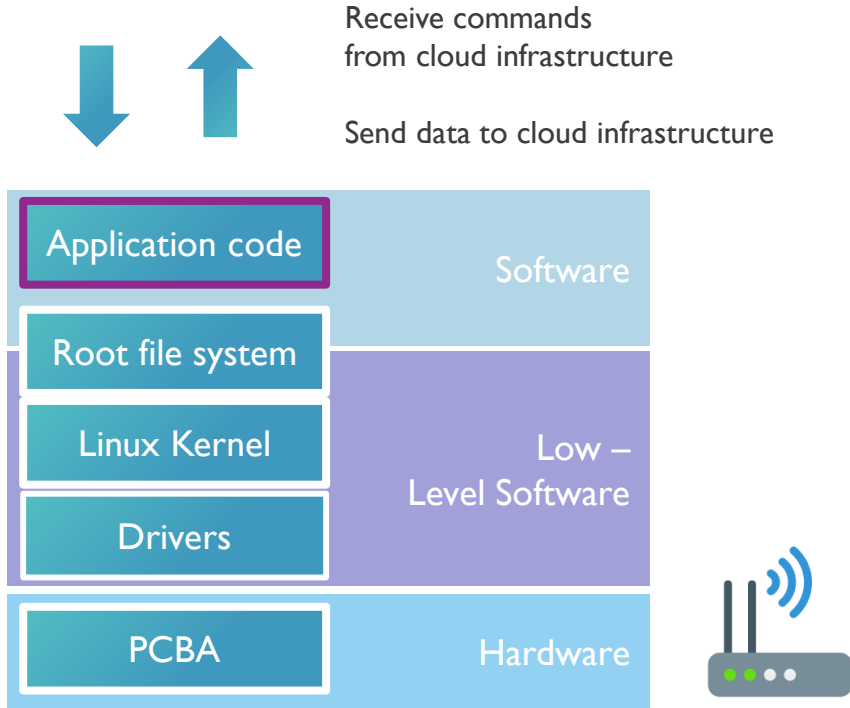 Receive commands
from cloud infrastructure
Send data to cloud infrastructure
Application code
Software
Root file system
Linux Kernel
Low –
Level Software
Drivers
PCBA
Hardware